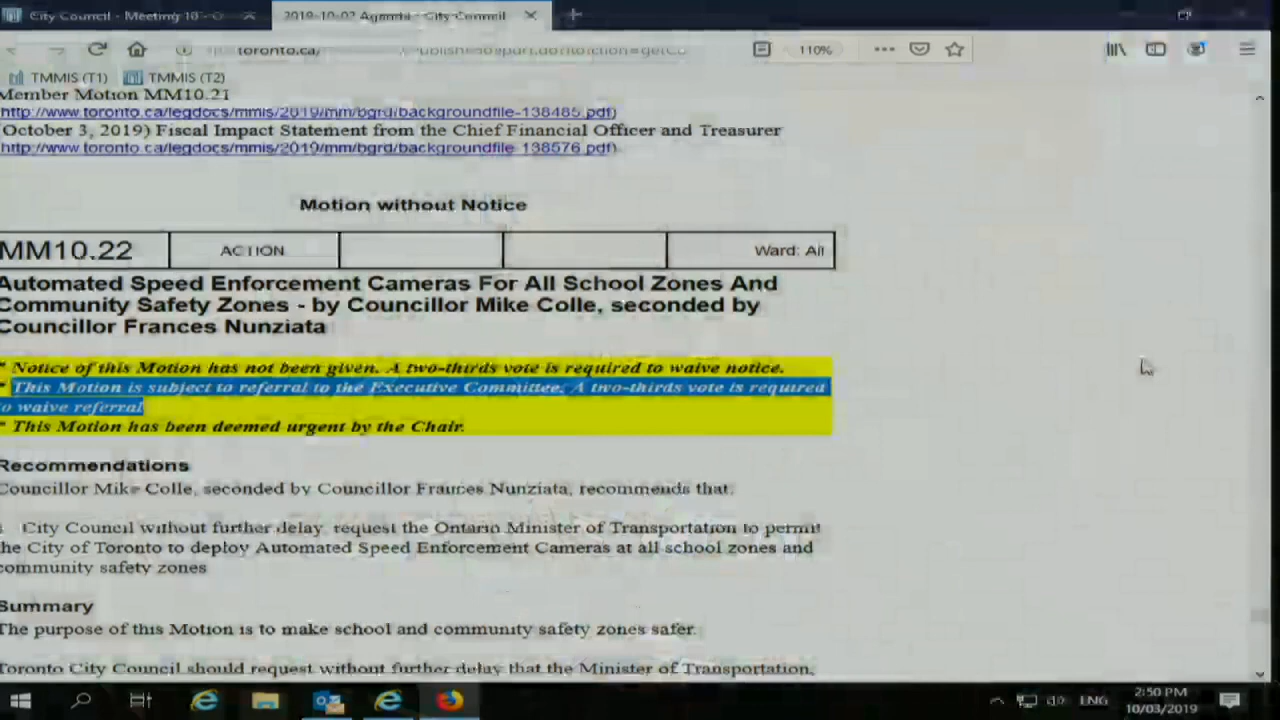 City Council - Meeting 10 - 
2019-10-02 Agenda - City Council
toronto.ca/
110%
TMMIS (T1) TMMIS (T2)
Member Motion MM10.21
http://www.toronto.ca/legdocs/mmis/2019/mm/bgrd/backgroundfile-138485.pdf)
October 3, 2019) Fiscal Impact Statement from the Chief Financial Officer and Treasurer
http://www.toronto.ca/legdocs/mmis/2019/mm/bgrd/backgroundfile-138576.pdf)
Motion without Notice
MM10.22 ACTION Ward: All
Automated Speed Enforcement Cameras For All School Zones And
Community Safety Zones - by Councillor Mike Colle, seconded by
Councillor Frances Nunziata
* Notice of this Motion has not been given. A two-thirds vote is required to waive notice.
* This Motion is subject to referral to the Executive Committee. A two-thirds vote is required
to waive referral
* This Motion has been deemed urgent by the Chair.
Recommendations
Councillor Mike Colle, seconded by Councillor Frances Nunziata, recommends that:
City Council without further delay, request the Ontario Minister of Transportation to permit
the City of Toronto to deploy Automated Speed Enforcement Cameras at all school zones and
community safety zones
Summary
The purpose of this Motion is to make school and community safety zones safer.
Toronto City Council should request without further delay that the Minister of Transportation,
ENG
2:50 PM
10/03/2019